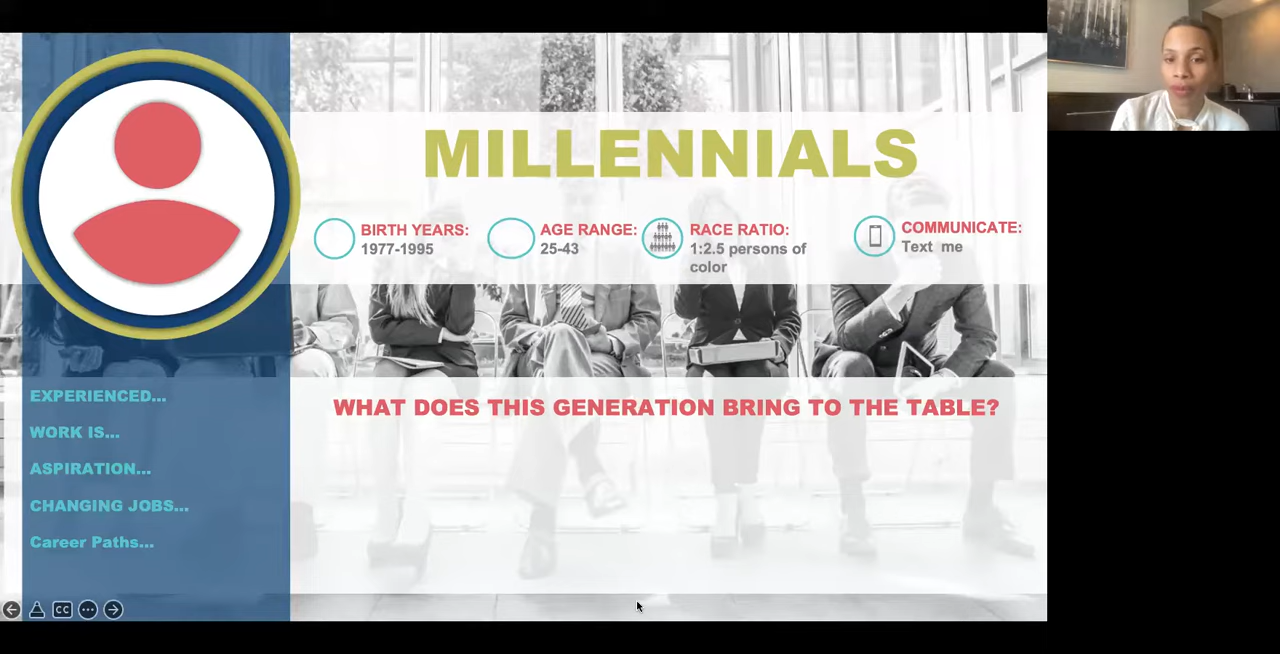 MILLENNIALS
BIRTH YEARS:
1977-1995
AGE RANGE:
25-43
RACE RATIO:
1:2.5 persons of
color
COMMUNICATE:
Text me
EXPERIENCED...
WORK IS...
ASPIRATION...
CHANGING JOBS...
Career Paths...
WHAT DOES THIS GENERATION BRING TO THE TABLE?
CC